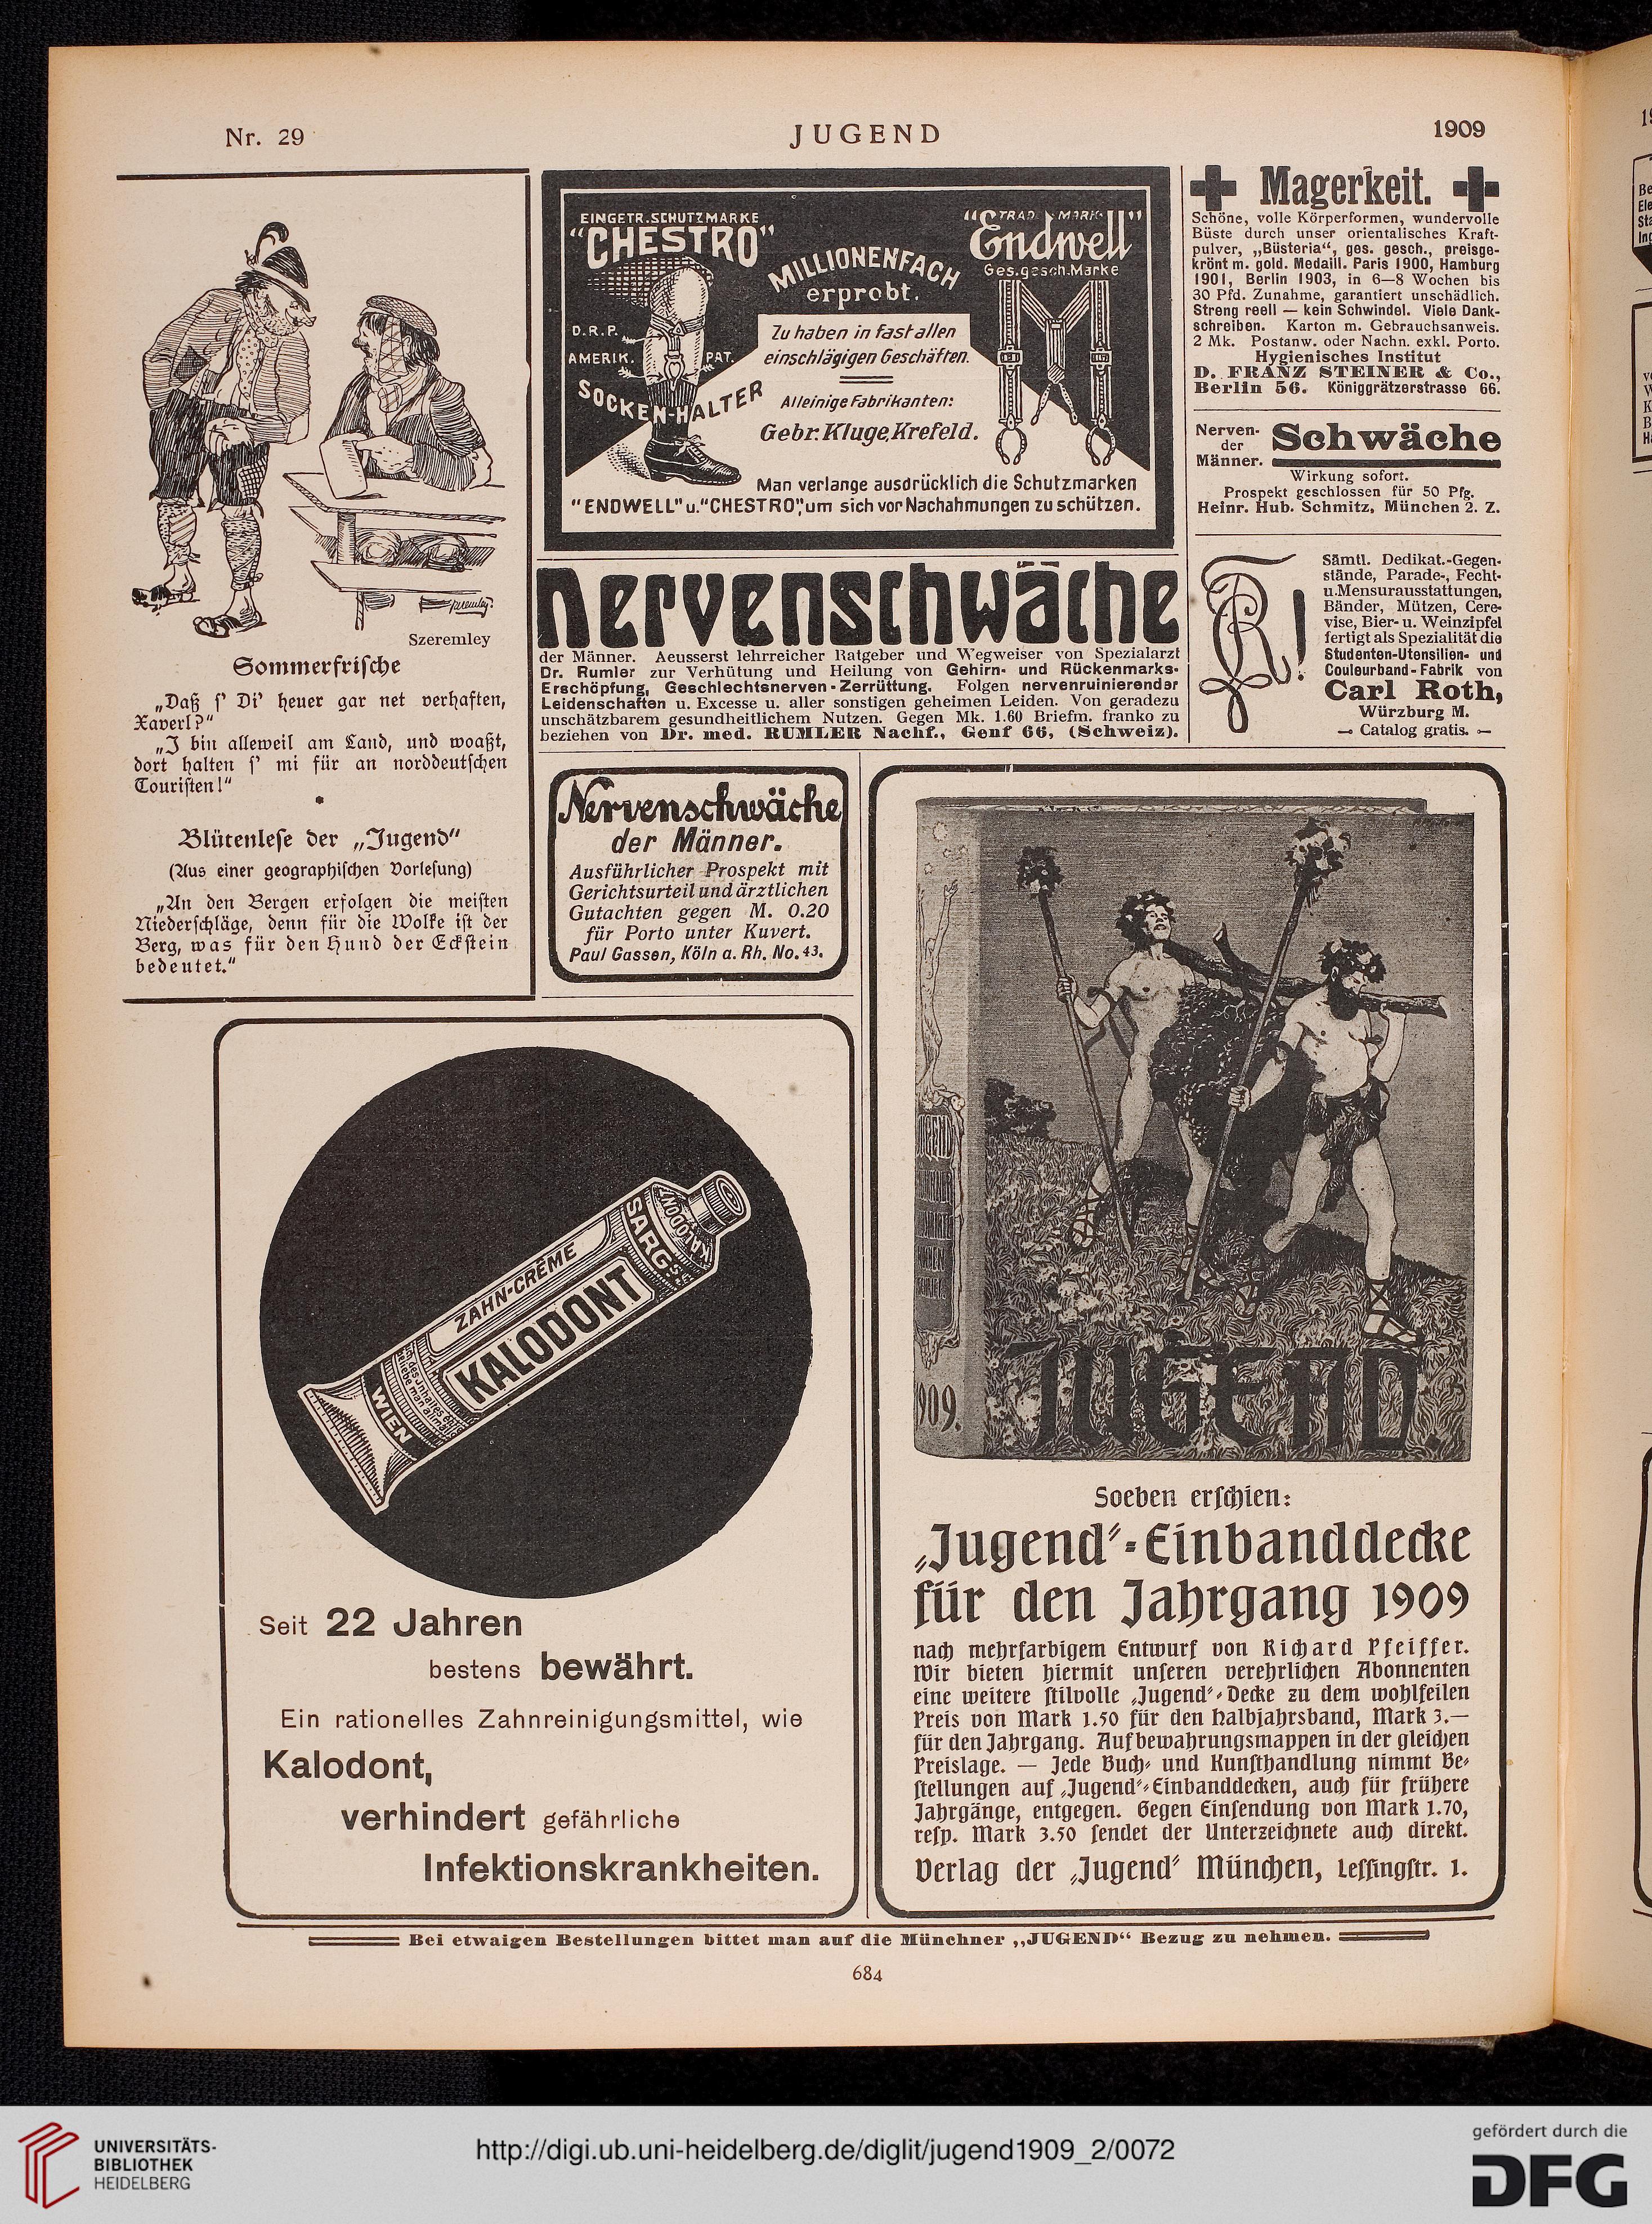 Nr. 29
JUGEND
1909
Szeremley
Sommerfrische
„Daß s' Di' heuer gar net verhaften,
Xaverl?"
„J bin alleweil am Land, und woaßt,
dort halten s' mi für an norddeutschen
Touristen!"
Blütenlese der „Jugend"
(Aus einer geographischen Vorlesung)
„An den Bergen erfolgen die meisten
Niederschläge, denn für die Wolke ist der
Berg, was für den Hund der Eckstein
bedeutet."
EINGETR. SCHUTZMARKE
"CHESTRO"
MILLIONENFACH
erprobt.
TRAD. MARK.
"Endwell"
Ges. gesch. Marke
D.R.P.
AMERIK. PAT.
SOCKEN-HALTER
Zu haben in fast allen
einschlägigen Geschäften.
Alleinige Fabrikanten:
Gebr. Kluge, Krefeld.
Man verlange ausdrücklich die Schutzmarken
"ENDWELL" u. "CHESTRO", um sich vor Nachahmungen zu schützen.
Magerkeit.
Schöne, volle Körperformen, wundervolle
Büste durch unser orientalisches Kraft-
pulver, „Büsteria“, ges. gesch., preisge-
krönt m. gold. Medaill. Paris 1900, Hamburg
1901, Berlin 1903, in 6—8 Wochen bis
30 Pfd. Zunahme, garantiert unschädlich.
Streng reell — kein Schwindel. Viele Dank-
schreiben. Karton m. Gebrauchsanweis.
2 Mk. Postanw. oder Nachn. exkl. Porto.
Hygienisches Institut
D. FRANZ STEINER & Co.,
Berlin 56. Königgrätzerstrasse 66.
Nerven-
der
Männer.
Schwäche
Wirkung sofort.
Prospekt geschlossen für 50 Pfg.
Heinr. Hub. Schmitz, München 2. Z.
Sämtl. Dedikat.-Gegen-
stände, Parade-, Fecht-
u. Mensurausstattungen,
Bänder, Mützen, Cere-
vise, Bier- u. Weinzipfel
fertigt als Spezialität die
Studenten-Utensilien- und
Couleurband-Fabrik von
Carl Roth,
Würzburg M.
Catalog gratis.
Nervenschwäche
der Männer. Aeusserst lehrreicher Ratgeber und Wegweiser von Spezialarzt
Dr. Rumler zur Verhütung und Heilung von Gehirn- und Rückenmarks-
Erschöpfung, Geschlechtsnerven-Zerrüttung. Folgen nervenruinierender
Leidenschaften u. Excesse u. aller sonstigen geheimen Leiden. Von geradezu
unschätzbarem gesundheitlichem Nutzen. Gegen Mk. 1.60 Briefm. franko zu
beziehen von Dr. med. RUMLER Nachf., Genf 66, (Schweiz).
Nervenschwäche
der Männer.
Ausführlicher Prospekt mit
Gerichtsurteil und ärztlichen
Gutachten gegen M. 0.20
für Porto unter Kuvert.
Paul Gassen, Köln a. Rh. No. 43.
ZAHN-CRÊME
KALODONT
SARG
KALODONT
WIEN
Seit 22 Jahren
bestens bewährt.
Ein rationelles Zahnreinigungsmittel, wie
Kalodont,
verhindert gefährliche
Infektionskrankheiten.
JUGEND
909.
JUGEND
Soeben erschien:
„Jugend"-Einbanddecke
für den Jahrgang 1909
nach mehrfarbigem Entwurf von Richard Pfeiffer.
Wir bieten hiermit unseren verehrlichen Abonnenten
eine weitere stilvolle „Jugend"-Decke zu dem wohlfeilen
Preis von Mark 1.50 für den Halbjahrsband, Mark 3.—
für den Jahrgang. Aufbewahrungsmappen in der gleichen
Preislage. — Jede Buch- und Kunsthandlung nimmt Be-
stellungen auf „Jugend"-Einbanddecken, auch für frühere
Jahrgänge, entgegen. Gegen Einsendung von Mark 1.70,
resp. Mark 3.50 sendet der Unterzeichnete auch direkt.
Verlag der „Jugend" München, Lessingstr. 1.
Bei etwaigen Bestellungen bittet man auf die Münchner „JUGEND“ Bezug zu nehmen.
684
UNIVERSITÄTS-
BIBLIOTHEK
HEIDELBERG
http://digi.ub.uni-heidelberg.de/diglit/jugend1909_2/0072
gefördert durch die
DFG